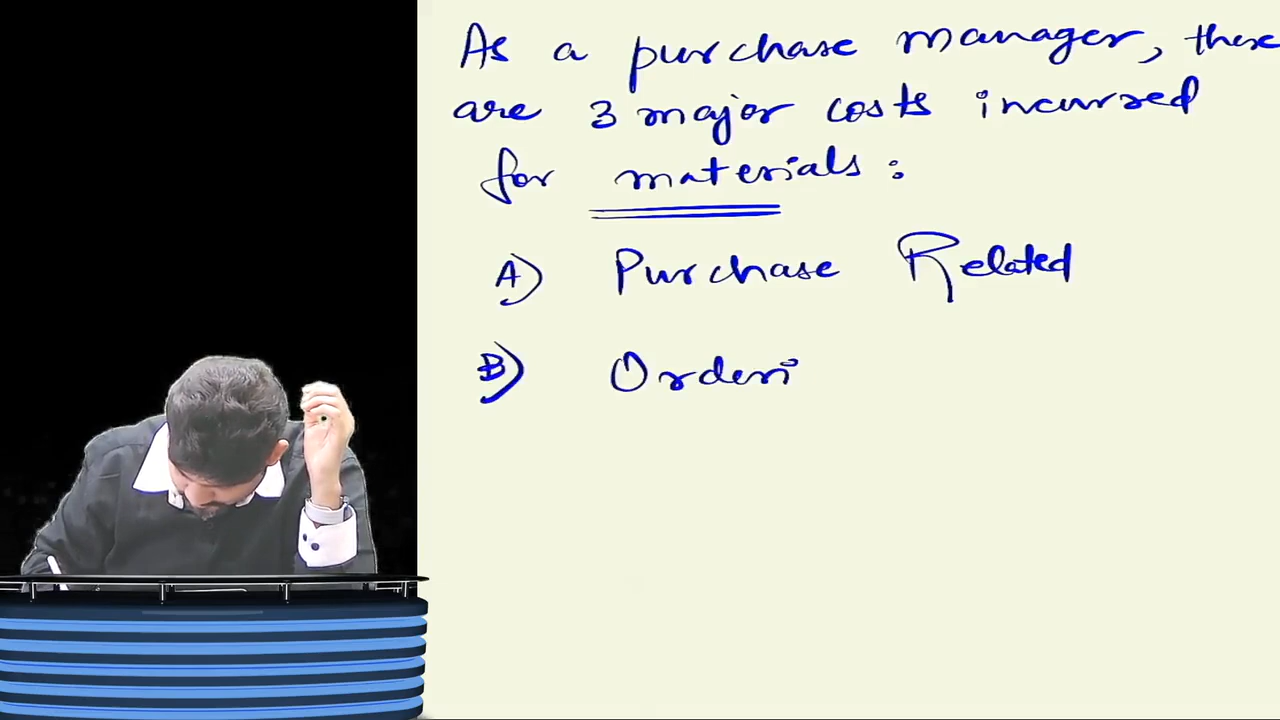 As a purchase manager, there
are 3 major costs incurred
for materials :
A) Purchase Related
B) Orderi